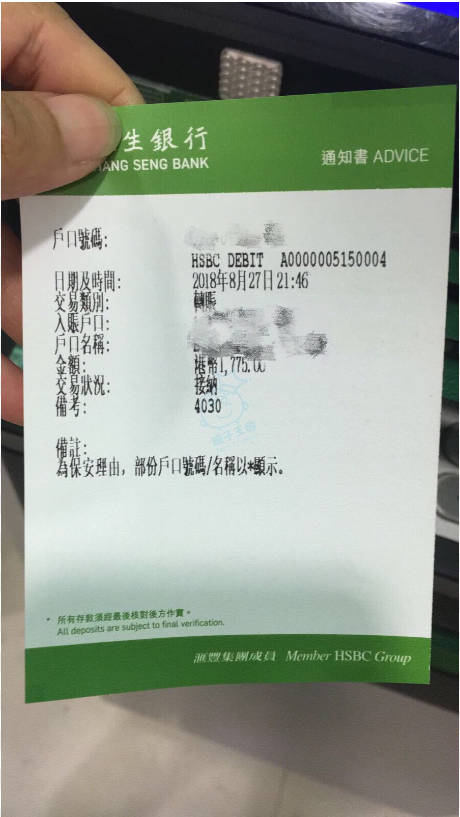 生銀行
HANG SENG BANK
通知書 ADVICE
戶口號碼:
HSBC DEBIT A0000005150004
日期及時間: 2018年8月27日 21:46
交易類別: 轉賬
入賬戶口:
戶口名稱:
金額: 港幣1,775.00
交易狀況: 接納
備考: 4030
備註:
為保安理由, 部份戶口號碼/名稱以*顯示。
• 所有存款須經最後核對後方作實。
All deposits are subject to final verification.
滙豐集團成員 Member HSBC Group